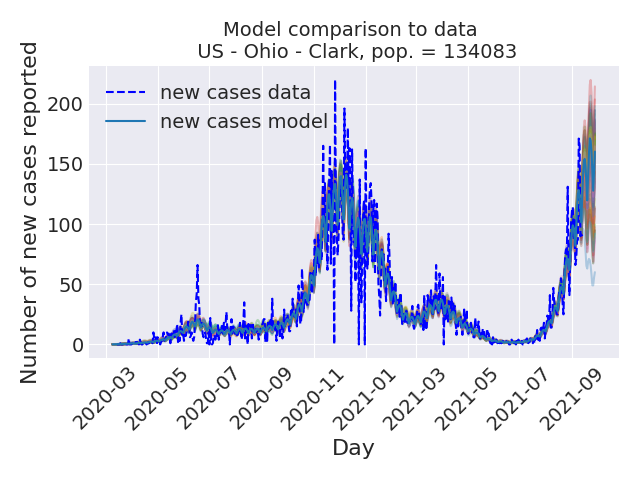 Model comparison to data
US - Ohio - Clark, pop. = 134083
Number of new cases reported
200
150
100
50
0
new cases data
new cases model
2020-03
2020-05
2020-07
2020-09
2020-11
2021-01
2021-03
2021-05
2021-07
2021-09
Day